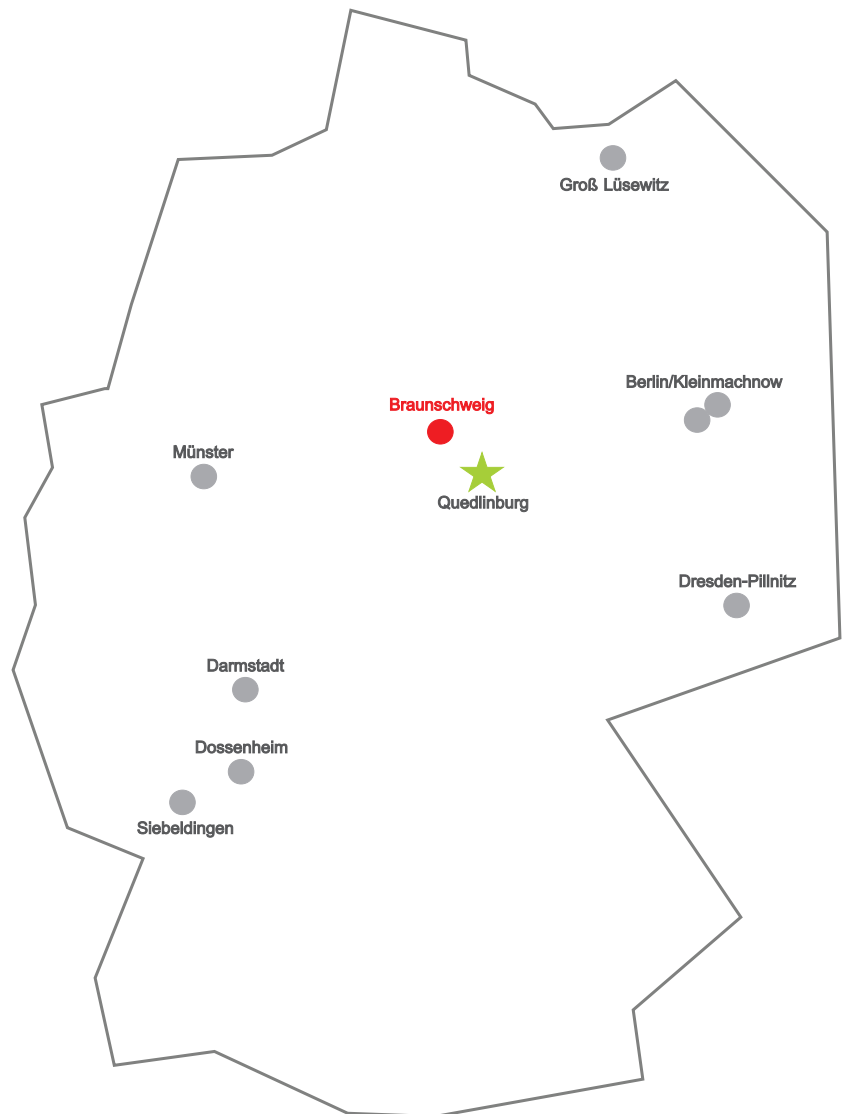 Groß Lüsewitz
Berlin/Kleinmachnow
Braunschweig
Münster
Quedlinburg
Dresden-Pillnitz
Darmstadt
Dossenheim
Siebeldingen